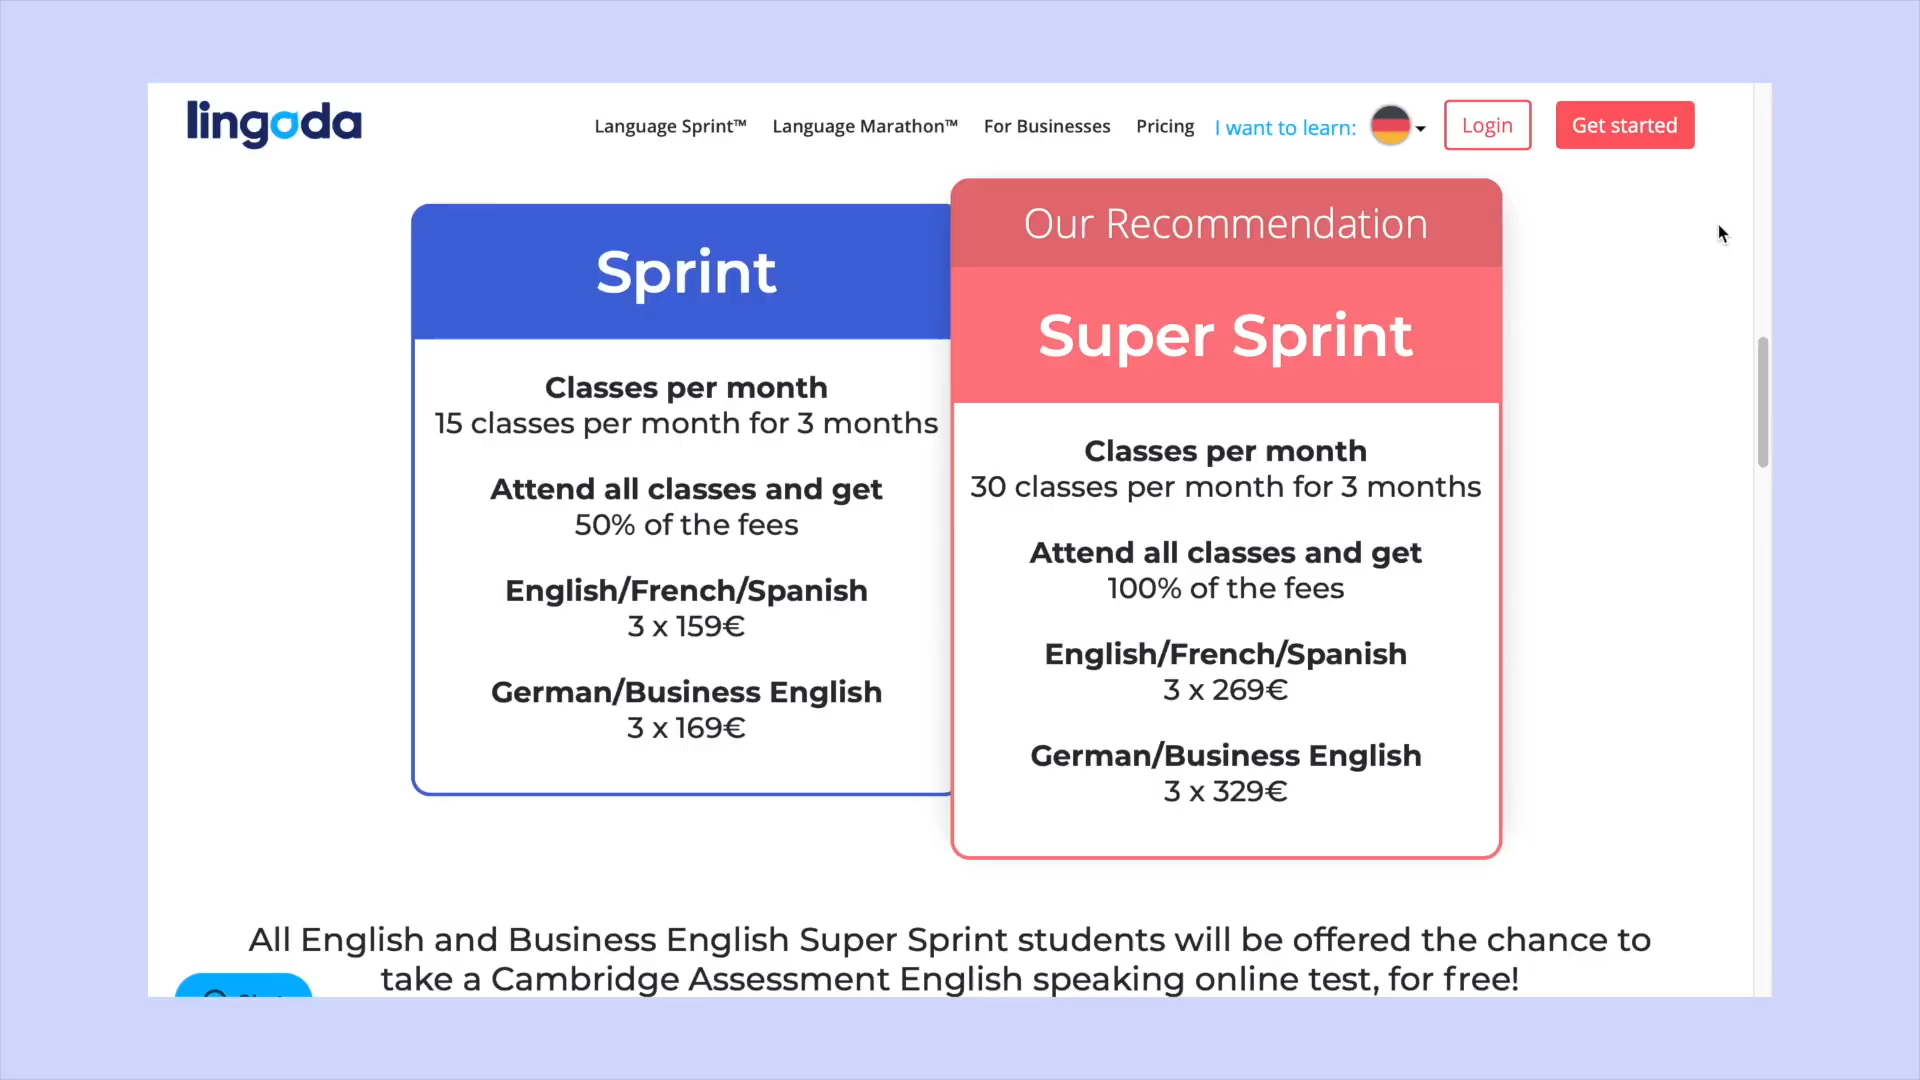 lingoda
Language Sprint™ Language Marathon™ For Businesses Pricing I want to learn: Login Get started
Sprint
Classes per month
15 classes per month for 3 months
Attend all classes and get
50% of the fees
English/French/Spanish
3 x 159€
German/Business English
3 x 169€
Our Recommendation
Super Sprint
Classes per month
30 classes per month for 3 months
Attend all classes and get
100% of the fees
English/French/Spanish
3 x 269€
German/Business English
3 x 329€
All English and Business English Super Sprint students will be offered the chance to
take a Cambridge Assessment English speaking online test, for free!